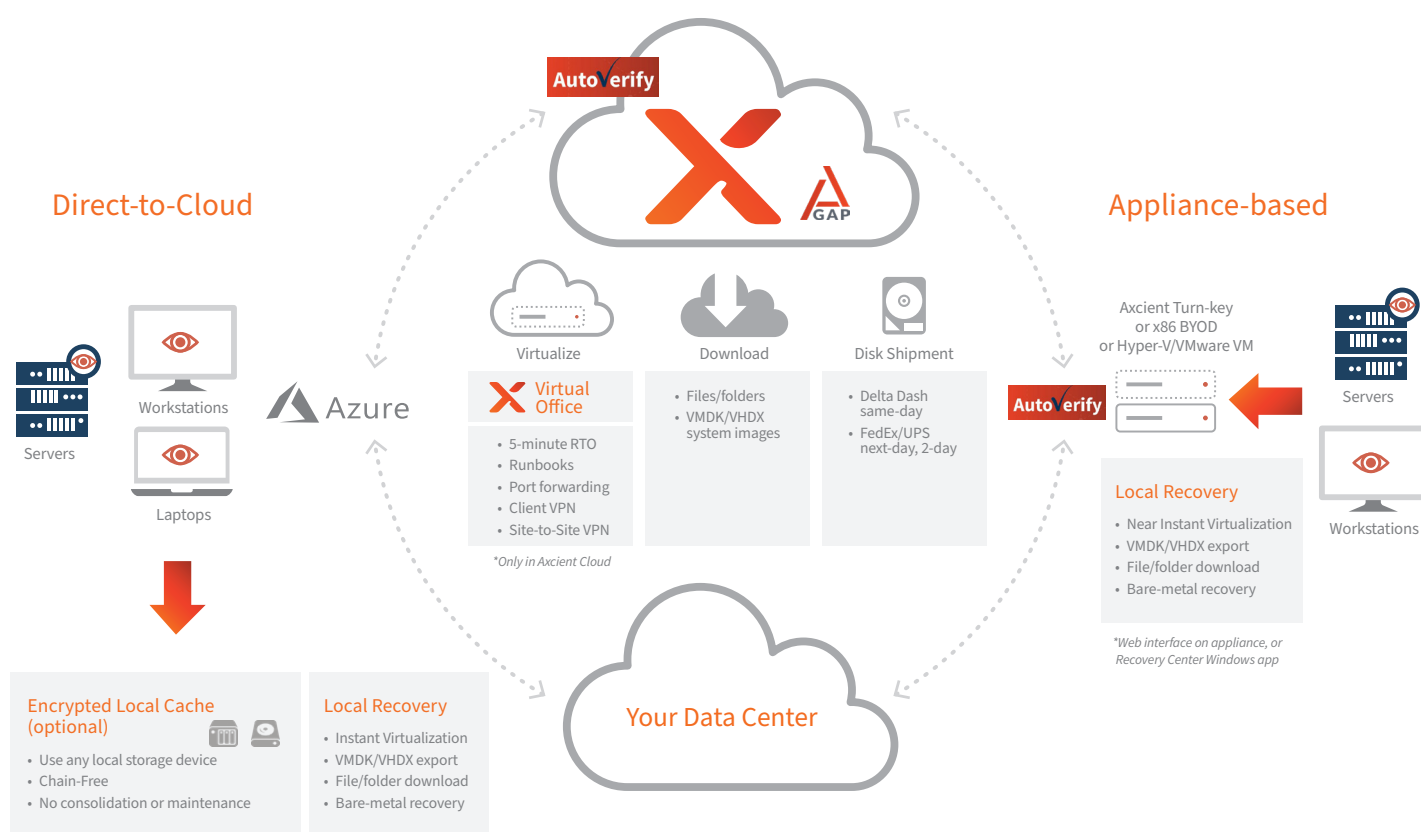 AutoVerify
GAP
Direct-to-Cloud
Servers
Workstations
Laptops
Azure
Encrypted Local Cache
(optional)
• Use any local storage device
• Chain-Free
• No consolidation or maintenance
Local Recovery
• Instant Virtualization
• VMDK/VHDX export
• File/folder download
• Bare-metal recovery
Virtualize
Virtual
Office
• 5-minute RTO
• Runbooks
• Port forwarding
• Client VPN
• Site-to-Site VPN
*Only in Axcient Cloud
Download
• Files/folders
• VMDK/VHDX
system images
Disk Shipment
• Delta Dash
same-day
• FedEx/UPS
next-day, 2-day
Your Data Center
Appliance-based
Axcient Turn-key
or x86 BYOD
or Hyper-V/VMware VM
AutoVerify
Servers
Workstations
Local Recovery
• Near Instant Virtualization
• VMDK/VHDX export
• File/folder download
• Bare-metal recovery
*Web interface on appliance, or
Recovery Center Windows app